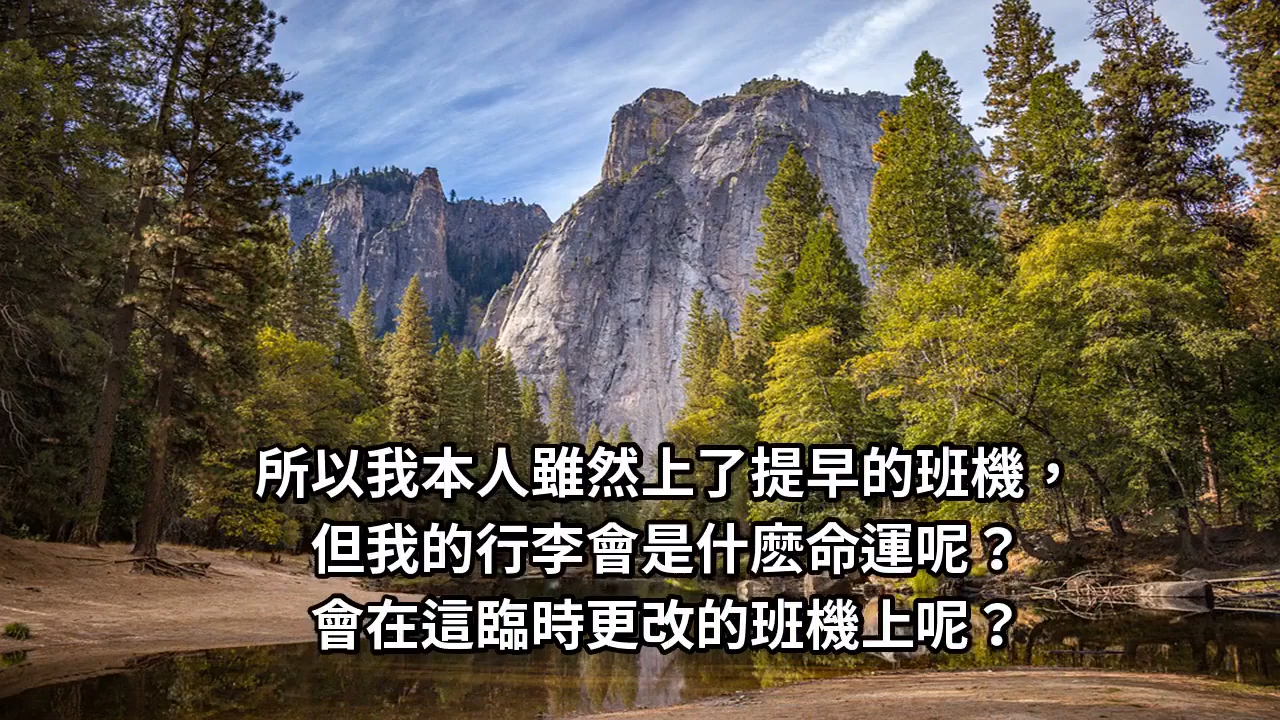 所以我本人雖然上了提早的班機，
但我的行李會是什麽命運呢？
會在這臨時更改的班機上呢？